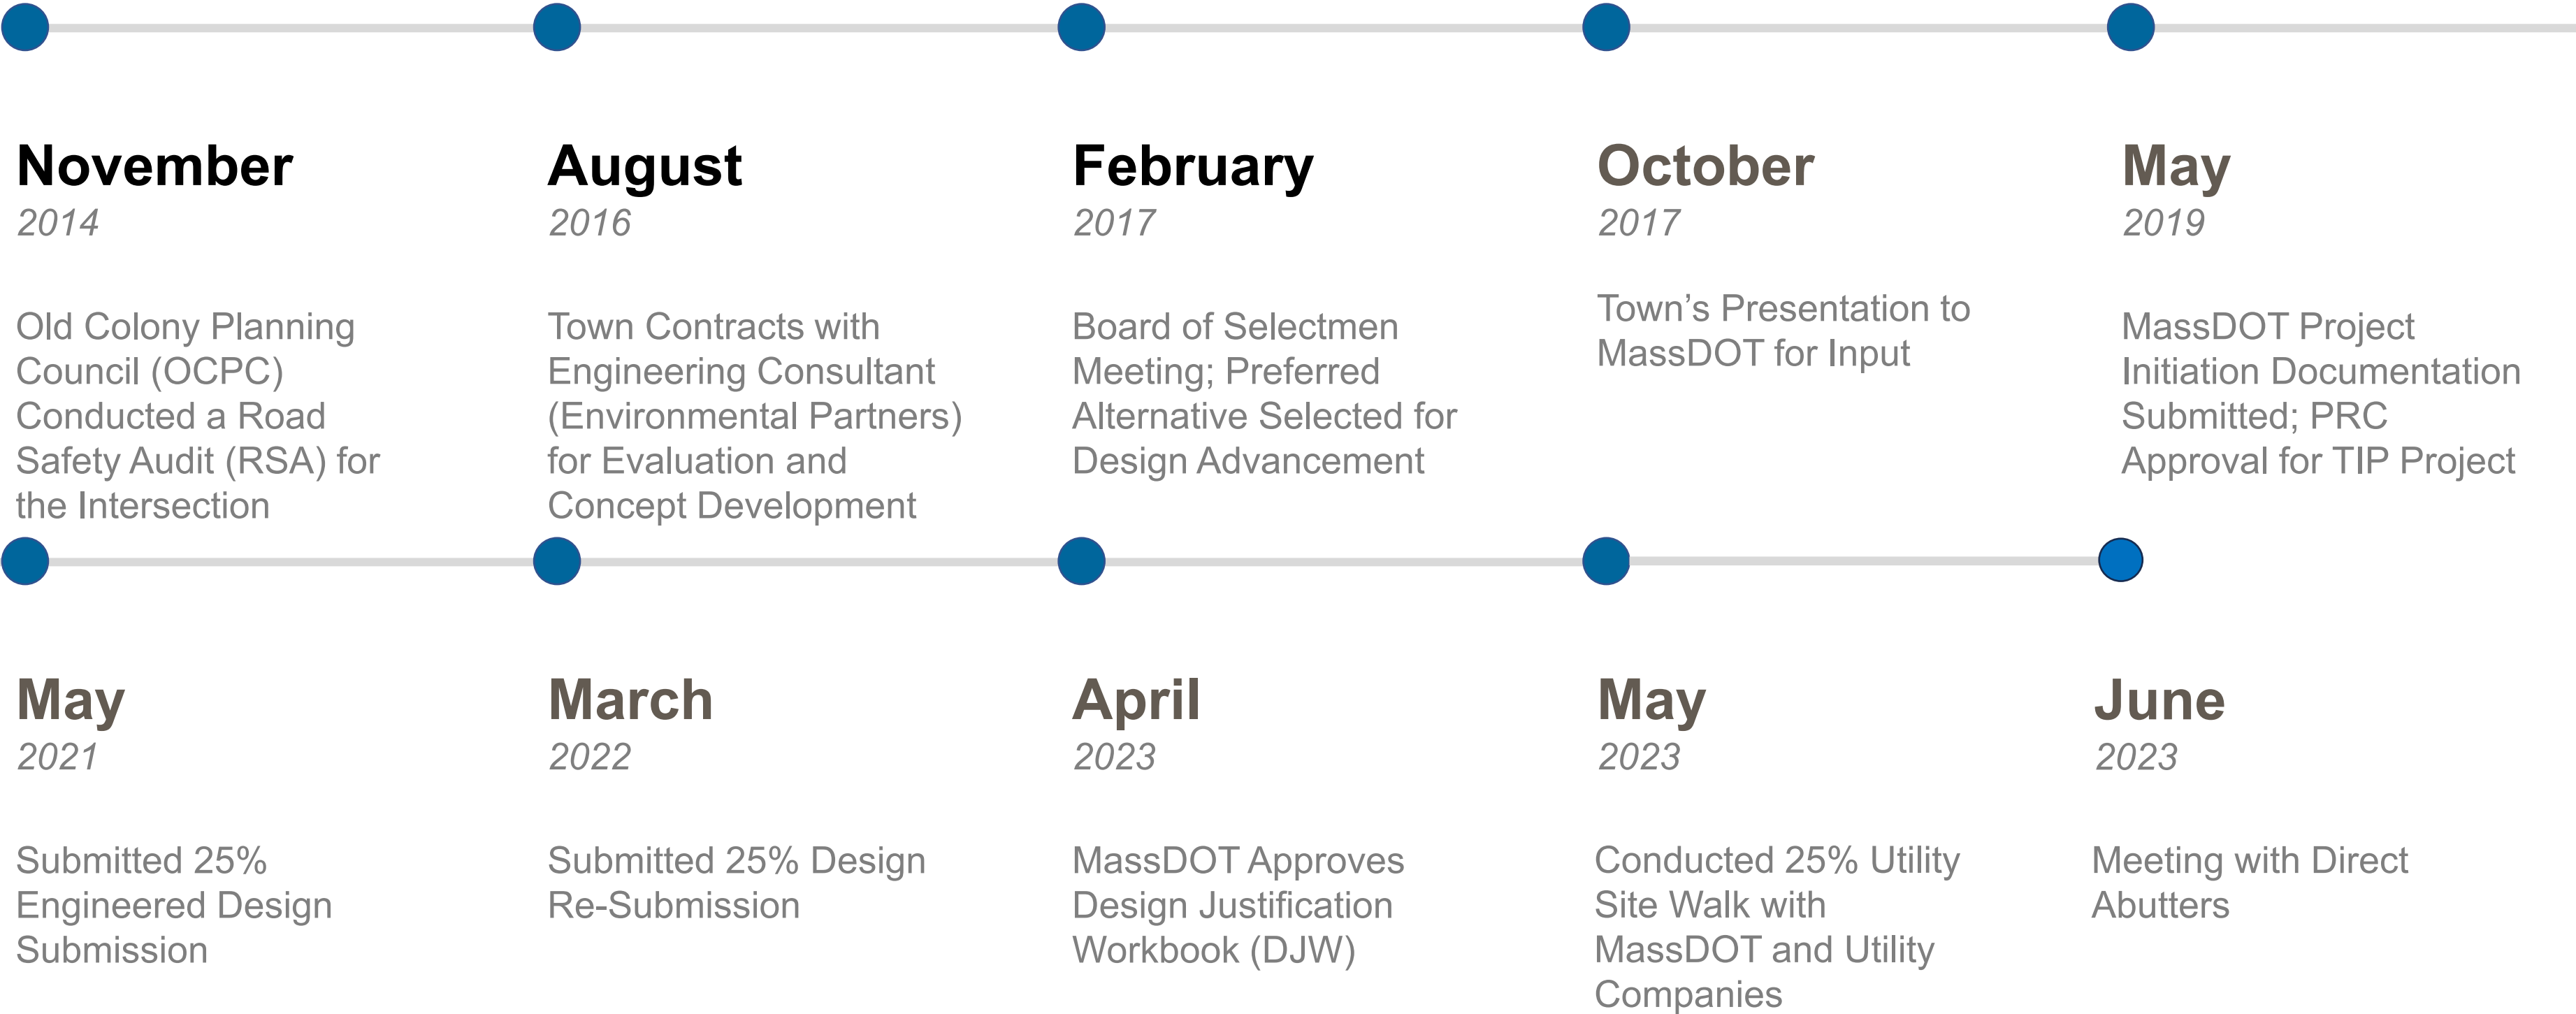 November
2014
Old Colony Planning
Council (OCPC)
Conducted a Road
Safety Audit (RSA) for
the Intersection
August
2016
Town Contracts with
Engineering Consultant
(Environmental Partners)
for Evaluation and
Concept Development
February
2017
Board of Selectmen
Meeting; Preferred
Alternative Selected for
Design Advancement
October
2017
Town’s Presentation to
MassDOT for Input
May
2019
MassDOT Project
Initiation Documentation
Submitted; PRC
Approval for TIP Project
May
2021
Submitted 25%
Engineered Design
Submission
March
2022
Submitted 25% Design
Re-Submission
April
2023
MassDOT Approves
Design Justification
Workbook (DJW)
May
2023
Conducted 25% Utility
Site Walk with
MassDOT and Utility
Companies
June
2023
Meeting with Direct
Abutters